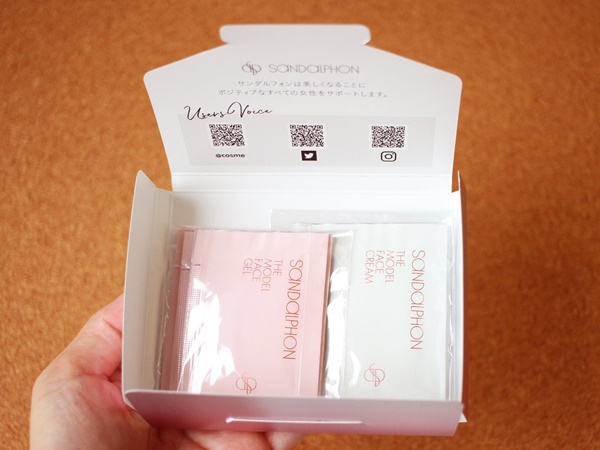 SANDALPHON
サンダルフォンは美しくなることに
ポジティブなすべての女性をサポートします。
Users Voice
@cosme
SANDALPHON
THE
MODEL
FACE
GEL
SANDALPHON
THE
MODEL
FACE
CREAM